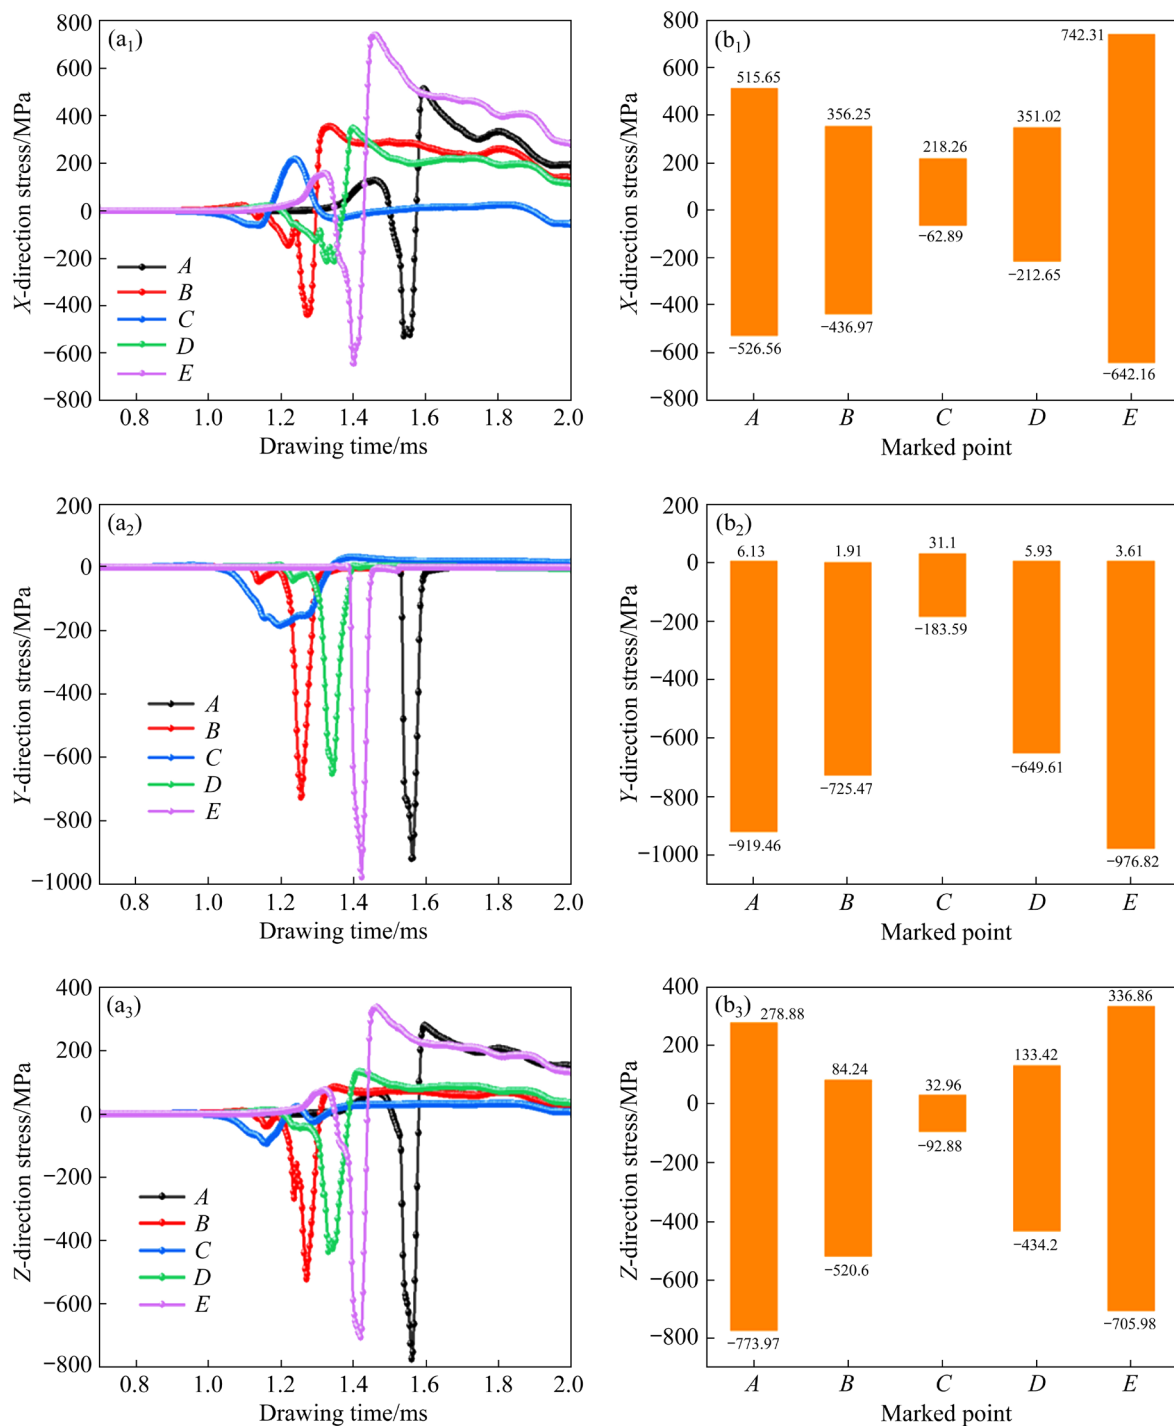 (a1)
800
600
400
200
0
−200
−400
−600
−800
X-direction stress/MPa
A
B
C
D
E
0.8 1.0 1.2 1.4 1.6 1.8 2.0
Drawing time/ms
(b1)
800
600
400
200
0
−200
−400
−600
−800
X-direction stress/MPa
515.65
356.25
218.26
351.02
742.31
−526.56
−436.97
−62.89
−212.65
−642.16
A B C D E
Marked point
(a2)
200
0
−200
−400
−600
−800
−1000
Y-direction stress/MPa
A
B
C
D
E
0.8 1.0 1.2 1.4 1.6 1.8 2.0
Drawing time/ms
(b2)
200
0
−200
−400
−600
−800
−1000
Y-direction stress/MPa
6.13
1.91
31.1
5.93
3.61
−919.46
−725.47
−183.59
−649.61
−976.82
A B C D E
Marked point
(a3)
400
200
0
−200
−400
−600
−800
Z-direction stress/MPa
A
B
C
D
E
0.8 1.0 1.2 1.4 1.6 1.8 2.0
Drawing time/ms
(b3)
400
200
0
−200
−400
−600
−800
Z-direction stress/MPa
278.88
84.24
32.96
133.42
336.86
−773.97
−520.6
−92.88
−434.2
−705.98
A B C D E
Marked point